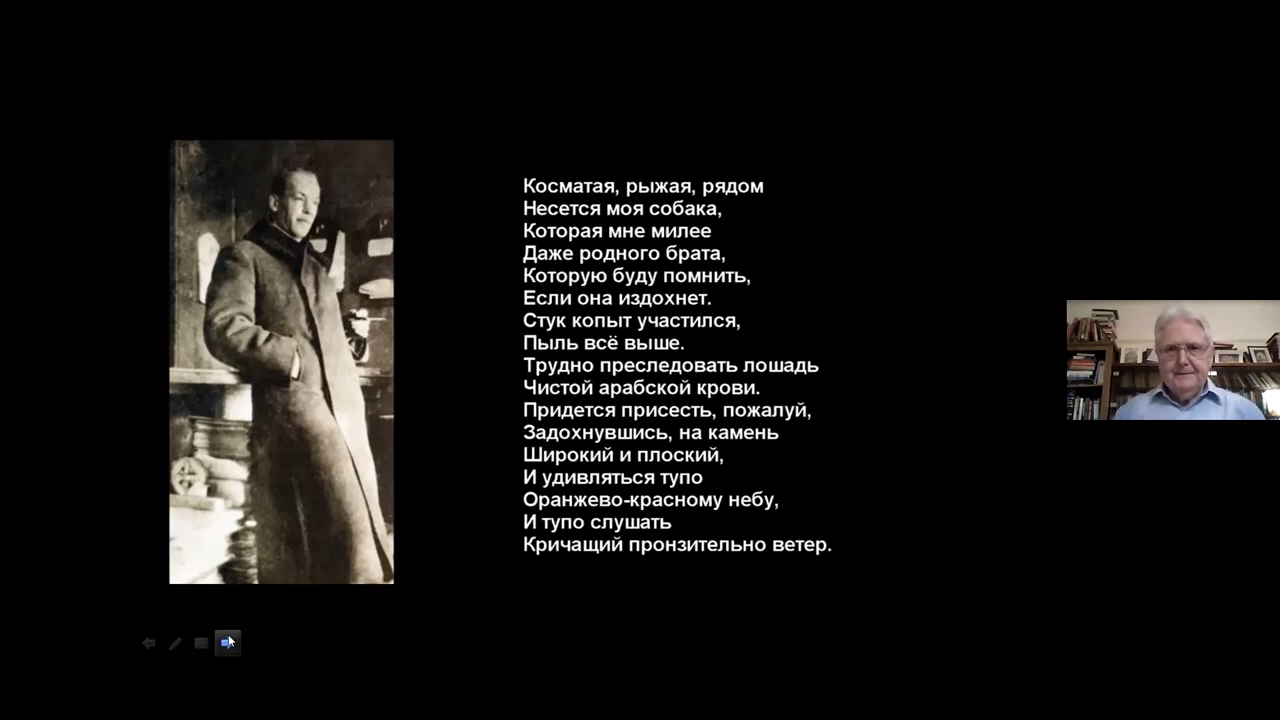 Косматая, рыжая, рядом
Несется моя собака,
Которая мне милее
Даже родного брата,
Которую буду помнить,
Если она издохнет.
Стук копыт участился,
Пыль всё выше.
Трудно преследовать лошадь
Чистой арабской крови.
Придется присесть, пожалуй,
Задохнувшись, на камень
Широкий и плоский,
И удивляться тупо
Оранжево-красному небу,
И тупо слушать
Кричащий пронзительно ветер.